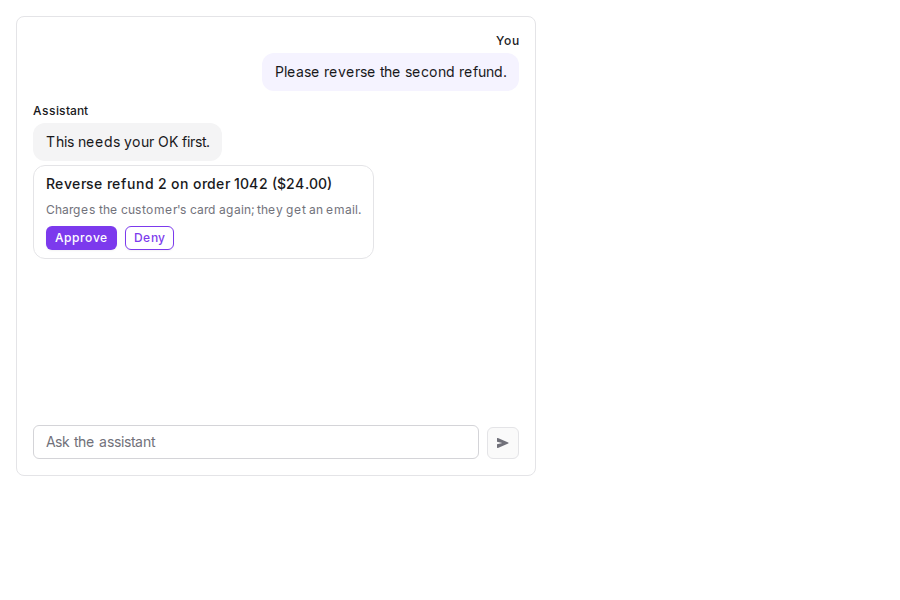 You
Please reverse the second refund.
Assistant
This needs your OK first.
Reverse refund 2 on order 1042 ($24.00)
Charges the customer's card again; they get an email.
Approve Deny
Ask the assistant